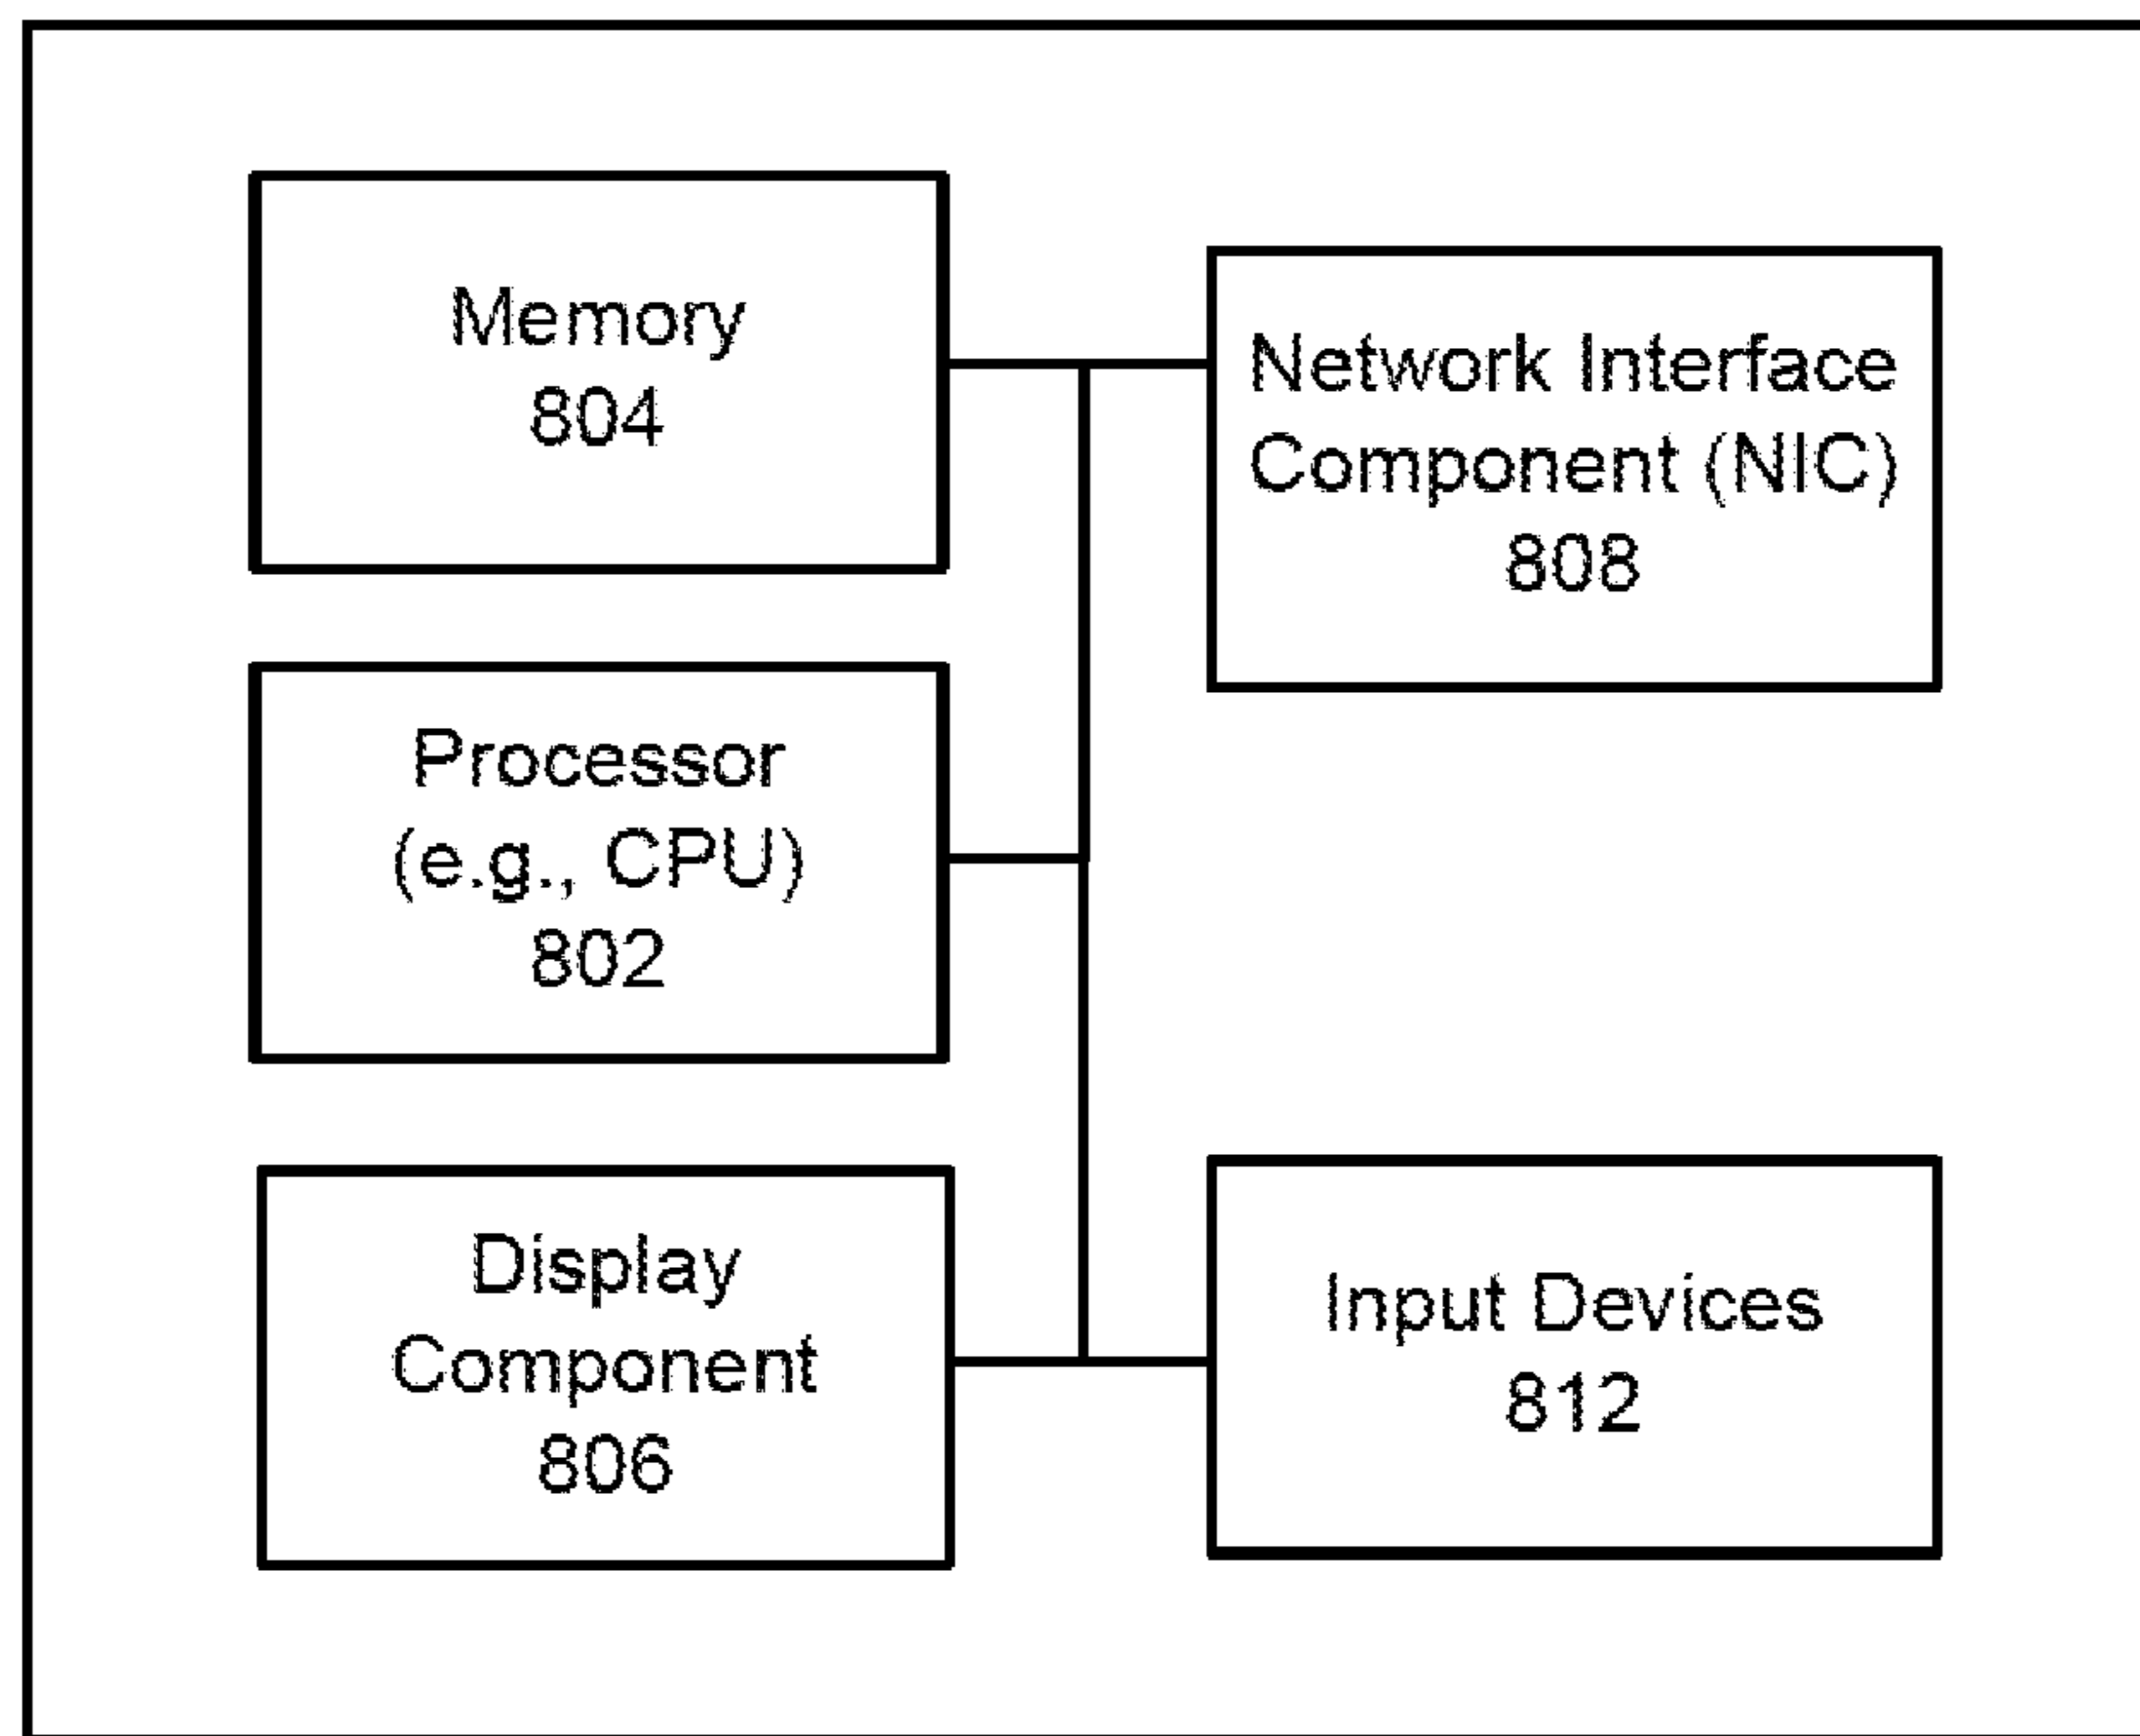 Memory
804
Network Interface
Component (NIC)
808
Processor
(e.g., CPU)
802
Display
Component
806
Input Devices
812